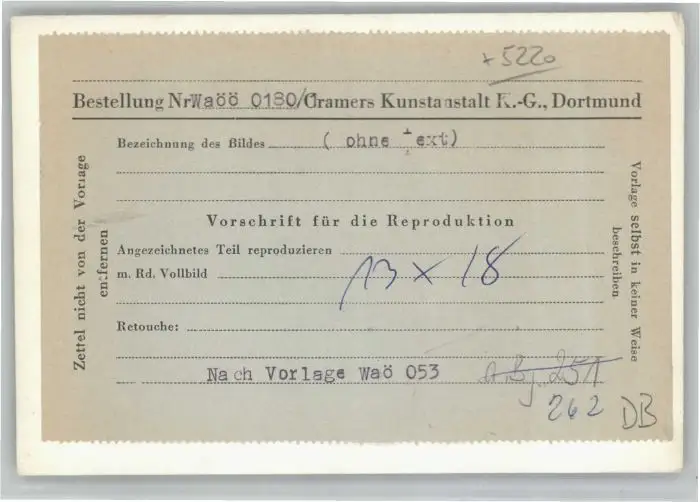 +5220
Bestellung Nr Waöö 0180/Cramers Kunstanstalt K.-G., Dortmund
Bezeichnung des Bildes ( ohne Text)
Vorschrift für die Reproduktion
Angezeichnetes Teil reproduzieren
m. Rd. Vollbild 13 x 18
Retouche:
Nach Vorlage Waö 053
262 DB
Zettel nicht von der Vorlage
entfernen
Vorlage selbst in keiner Weise
beschreiben